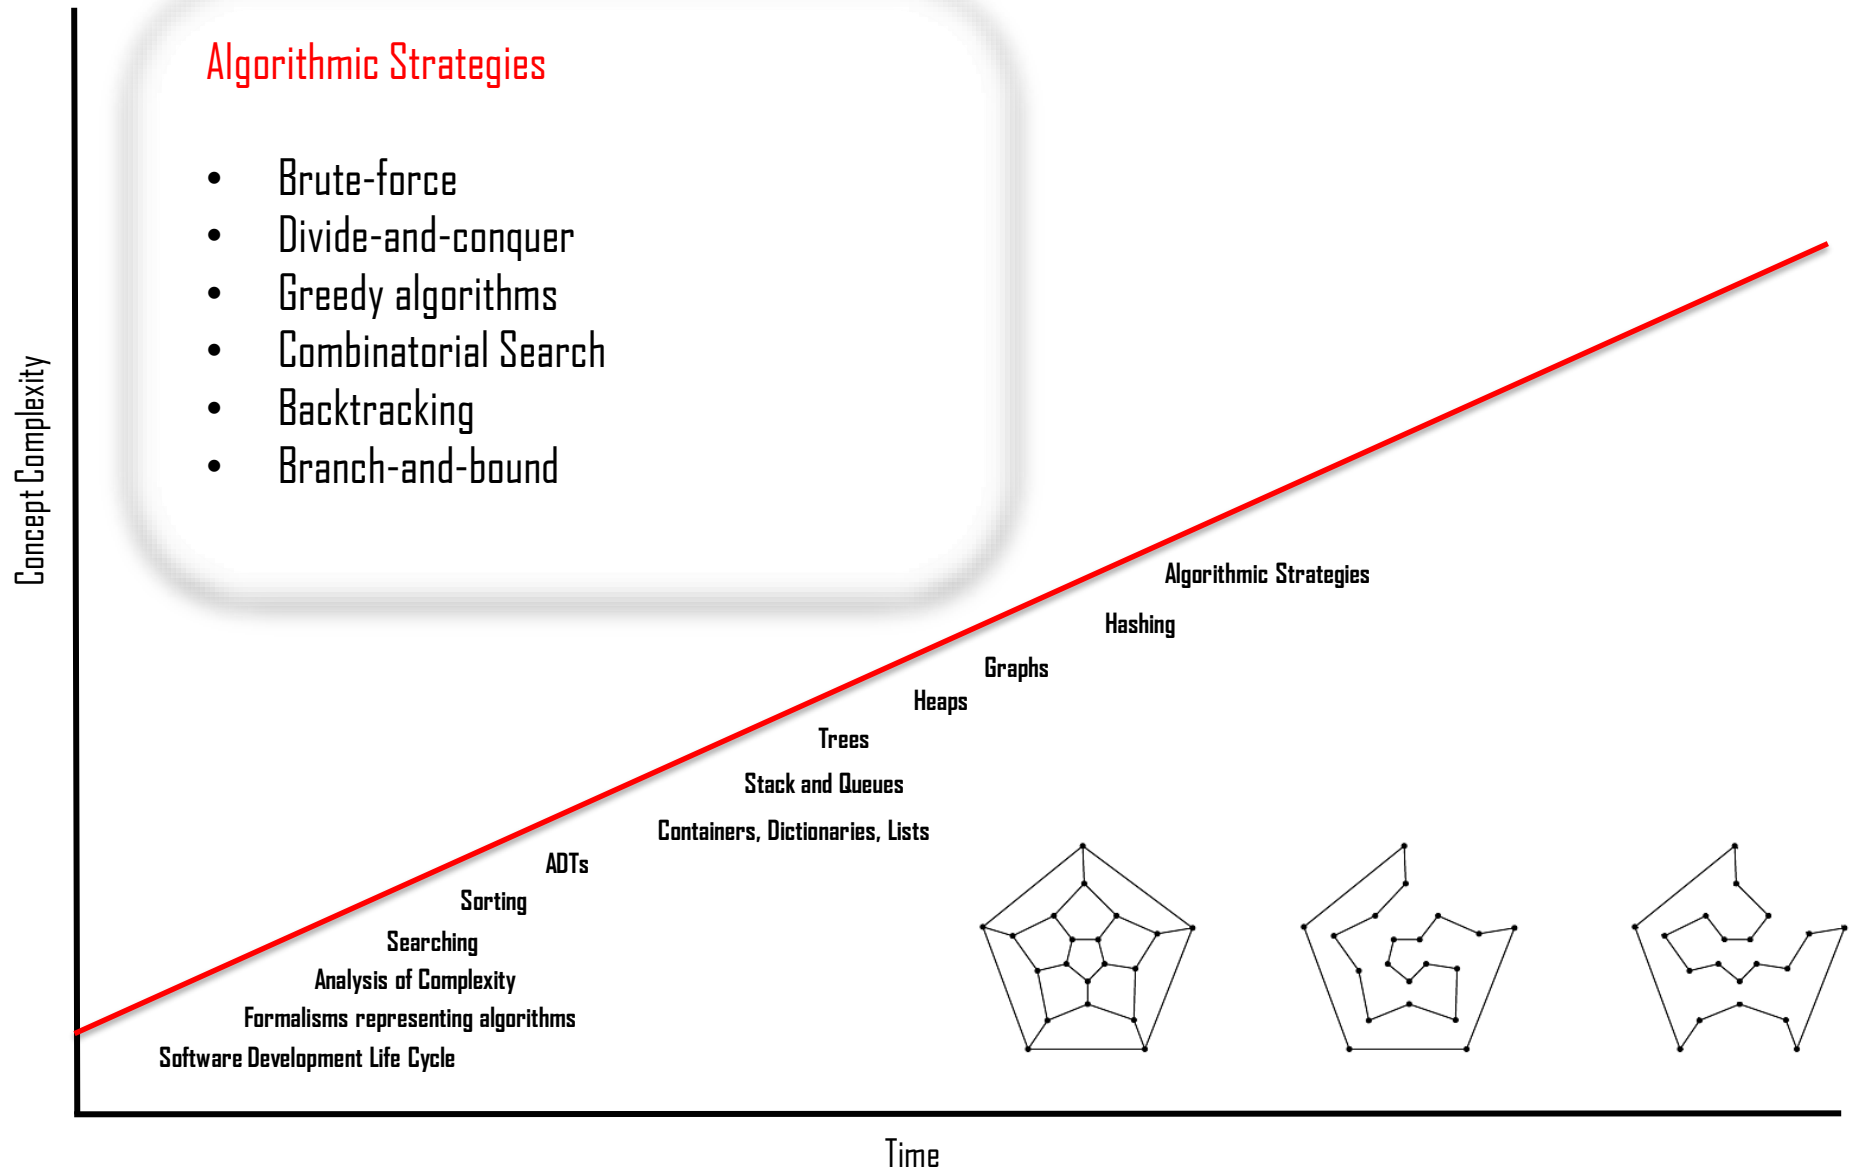 Algorithmic Strategies
• Brute-force
• Divide-and-conquer
• Greedy algorithms
• Combinatorial Search
• Backtracking
• Branch-and-bound
Concept Complexity
Algorithmic Strategies
Hashing
Graphs
Heaps
Trees
Stack and Queues
Containers, Dictionaries, Lists
ADTs
Sorting
Searching
Analysis of Complexity
Formalisms representing algorithms
Software Development Life Cycle
Time